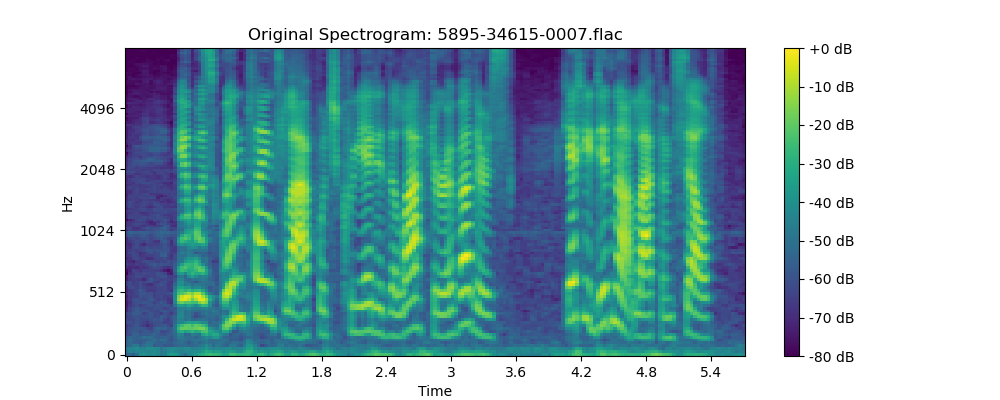 Original Spectrogram: 5895-34615-0007.flac
Hz
4096
2048
1024
512
0
0 0.6 1.2 1.8 2.4 3 3.6 4.2 4.8 5.4
Time
+0 dB
-10 dB
-20 dB
-30 dB
-40 dB
-50 dB
-60 dB
-70 dB
-80 dB